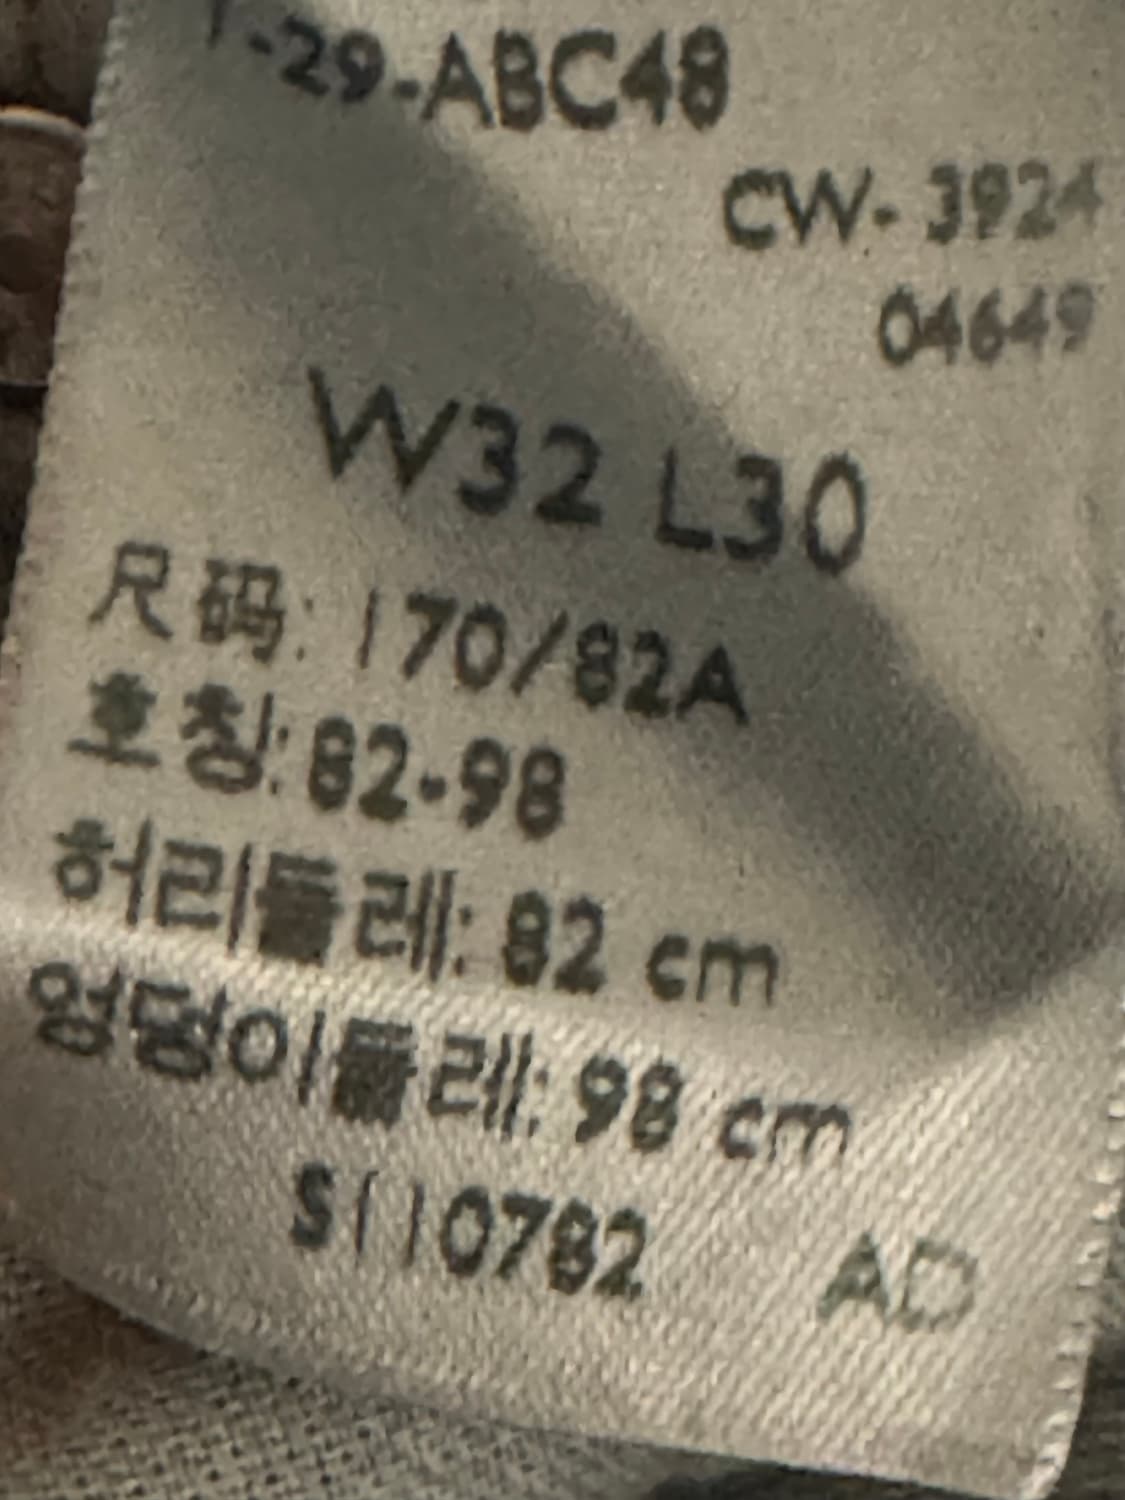 -29-ABC48
CW- 3924
04649
W32 L30
尺码: 170/82A
호칭: 82-98
허리둘레: 82 cm
엉덩이둘레: 98 cm
S110782 AD